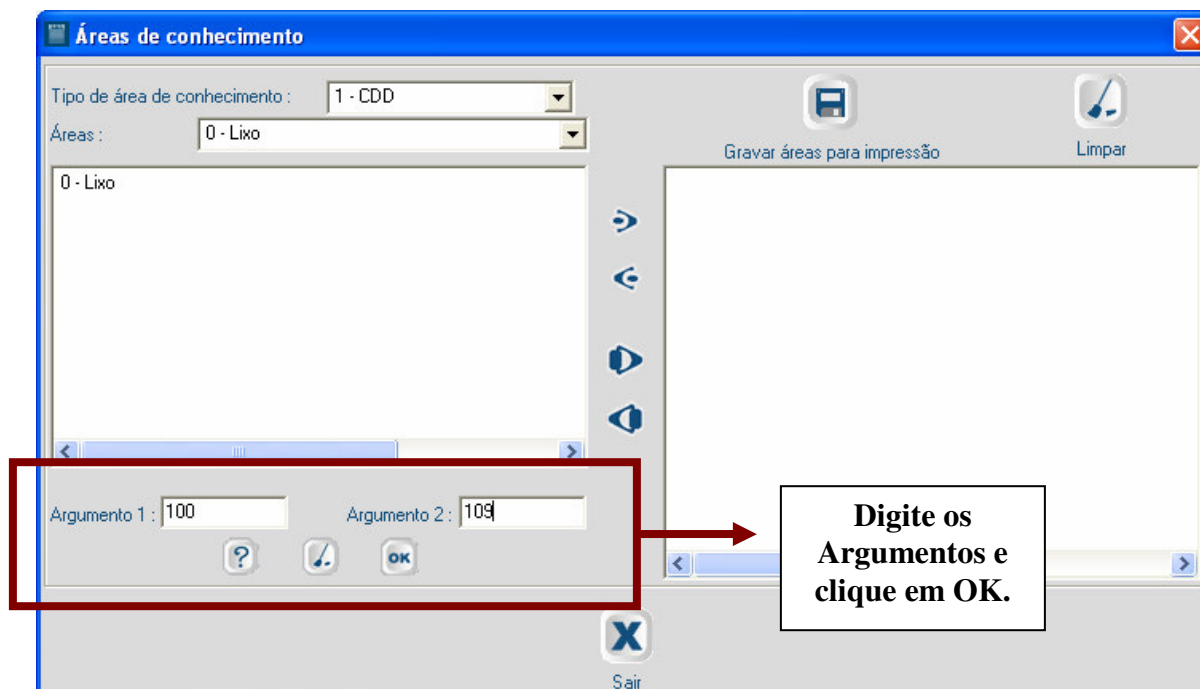 Áreas de conhecimento
Tipo de área de conhecimento : 1 - CDD
Áreas : 0 - Lixo
Gravar áreas para impressão
Limpar
0 - Lixo
Argumento 1 : 100 Argumento 2 : 109
? OK
Digite os
Argumentos e
clique em OK.
X
Sair